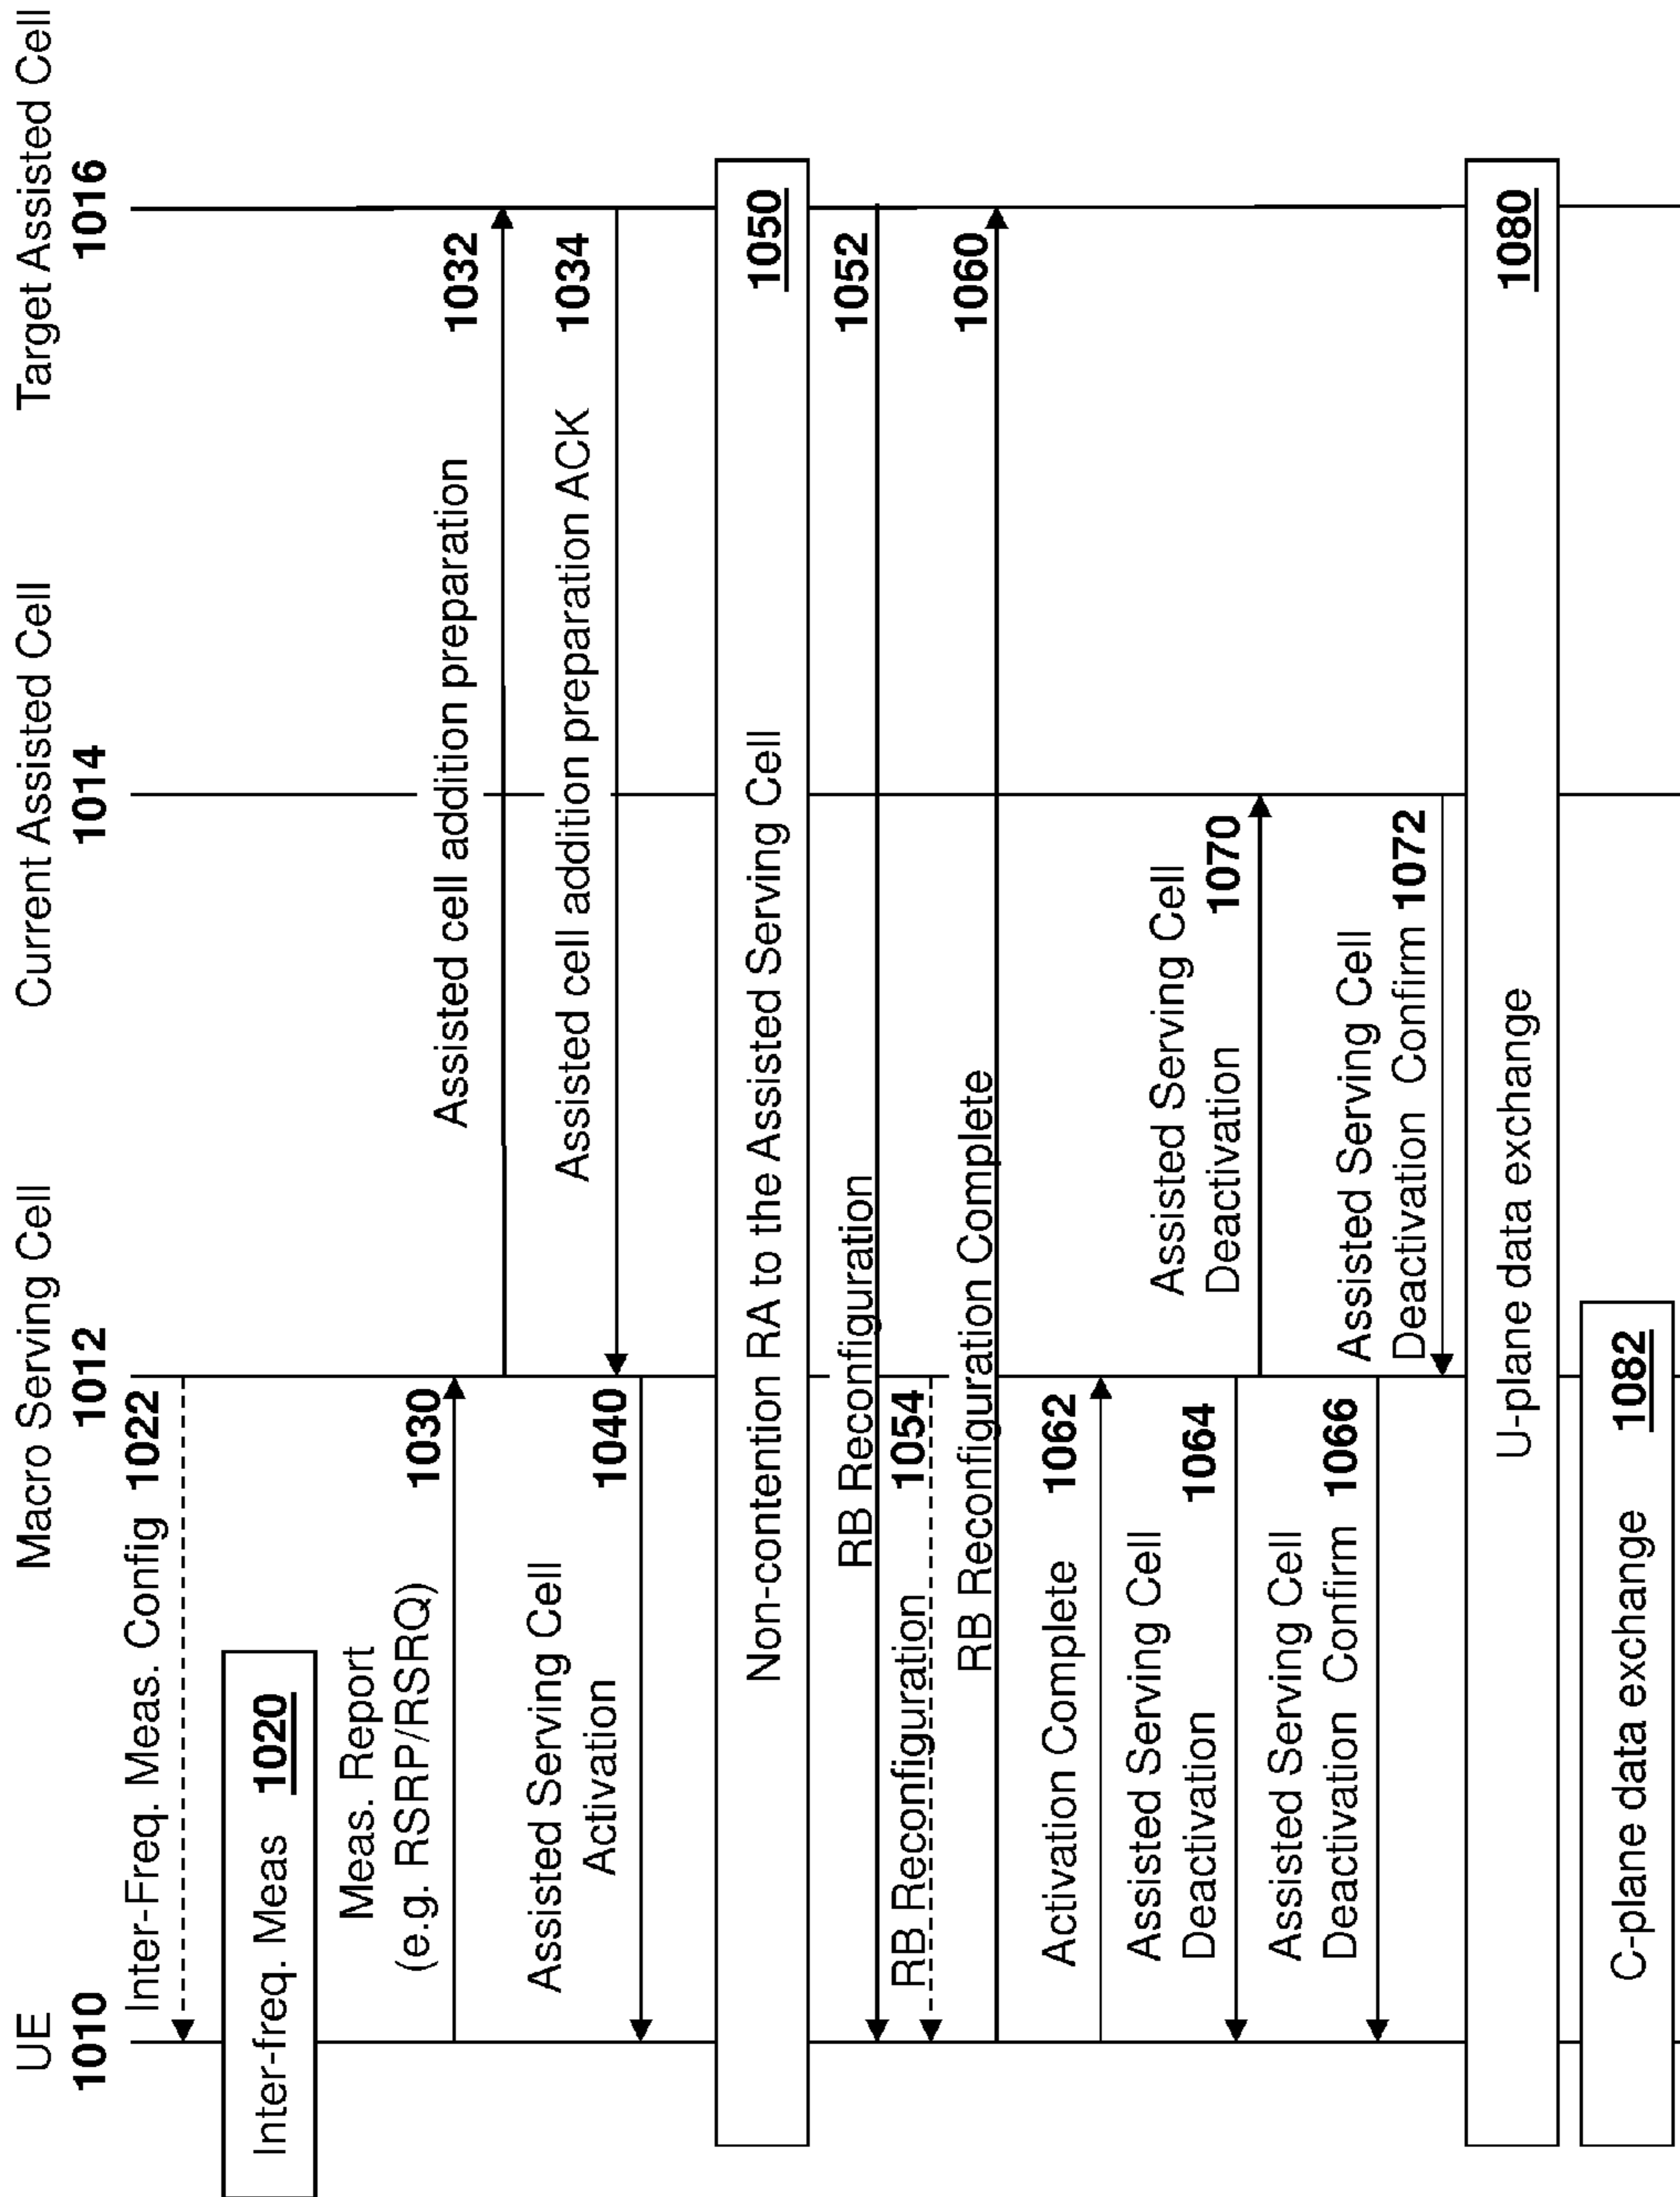 UE
1010
Macro Serving Cell
1012
Current Assisted Cell
1014
Target Assisted Cell
1016
Inter-Freq. Meas. Config 1022
Inter-freq. Meas 1020
Meas. Report
(e.g. RSRP/RSRQ)
1030
Assisted cell addition preparation
1032
Assisted cell addition preparation ACK
1034
Assisted Serving Cell
Activation
1040
Non-contention RA to the Assisted Serving Cell
1050
RB Reconfiguration
1052
RB Reconfiguration 1054
RB Reconfiguration Complete
1060
Activation Complete 1062
Assisted Serving Cell
Deactivation
1064
Assisted Serving Cell
Deactivation
1070
Assisted Serving Cell
Deactivation Confirm 1066
Assisted Serving Cell
Deactivation Confirm 1072
U-plane data exchange
1080
C-plane data exchange 1082